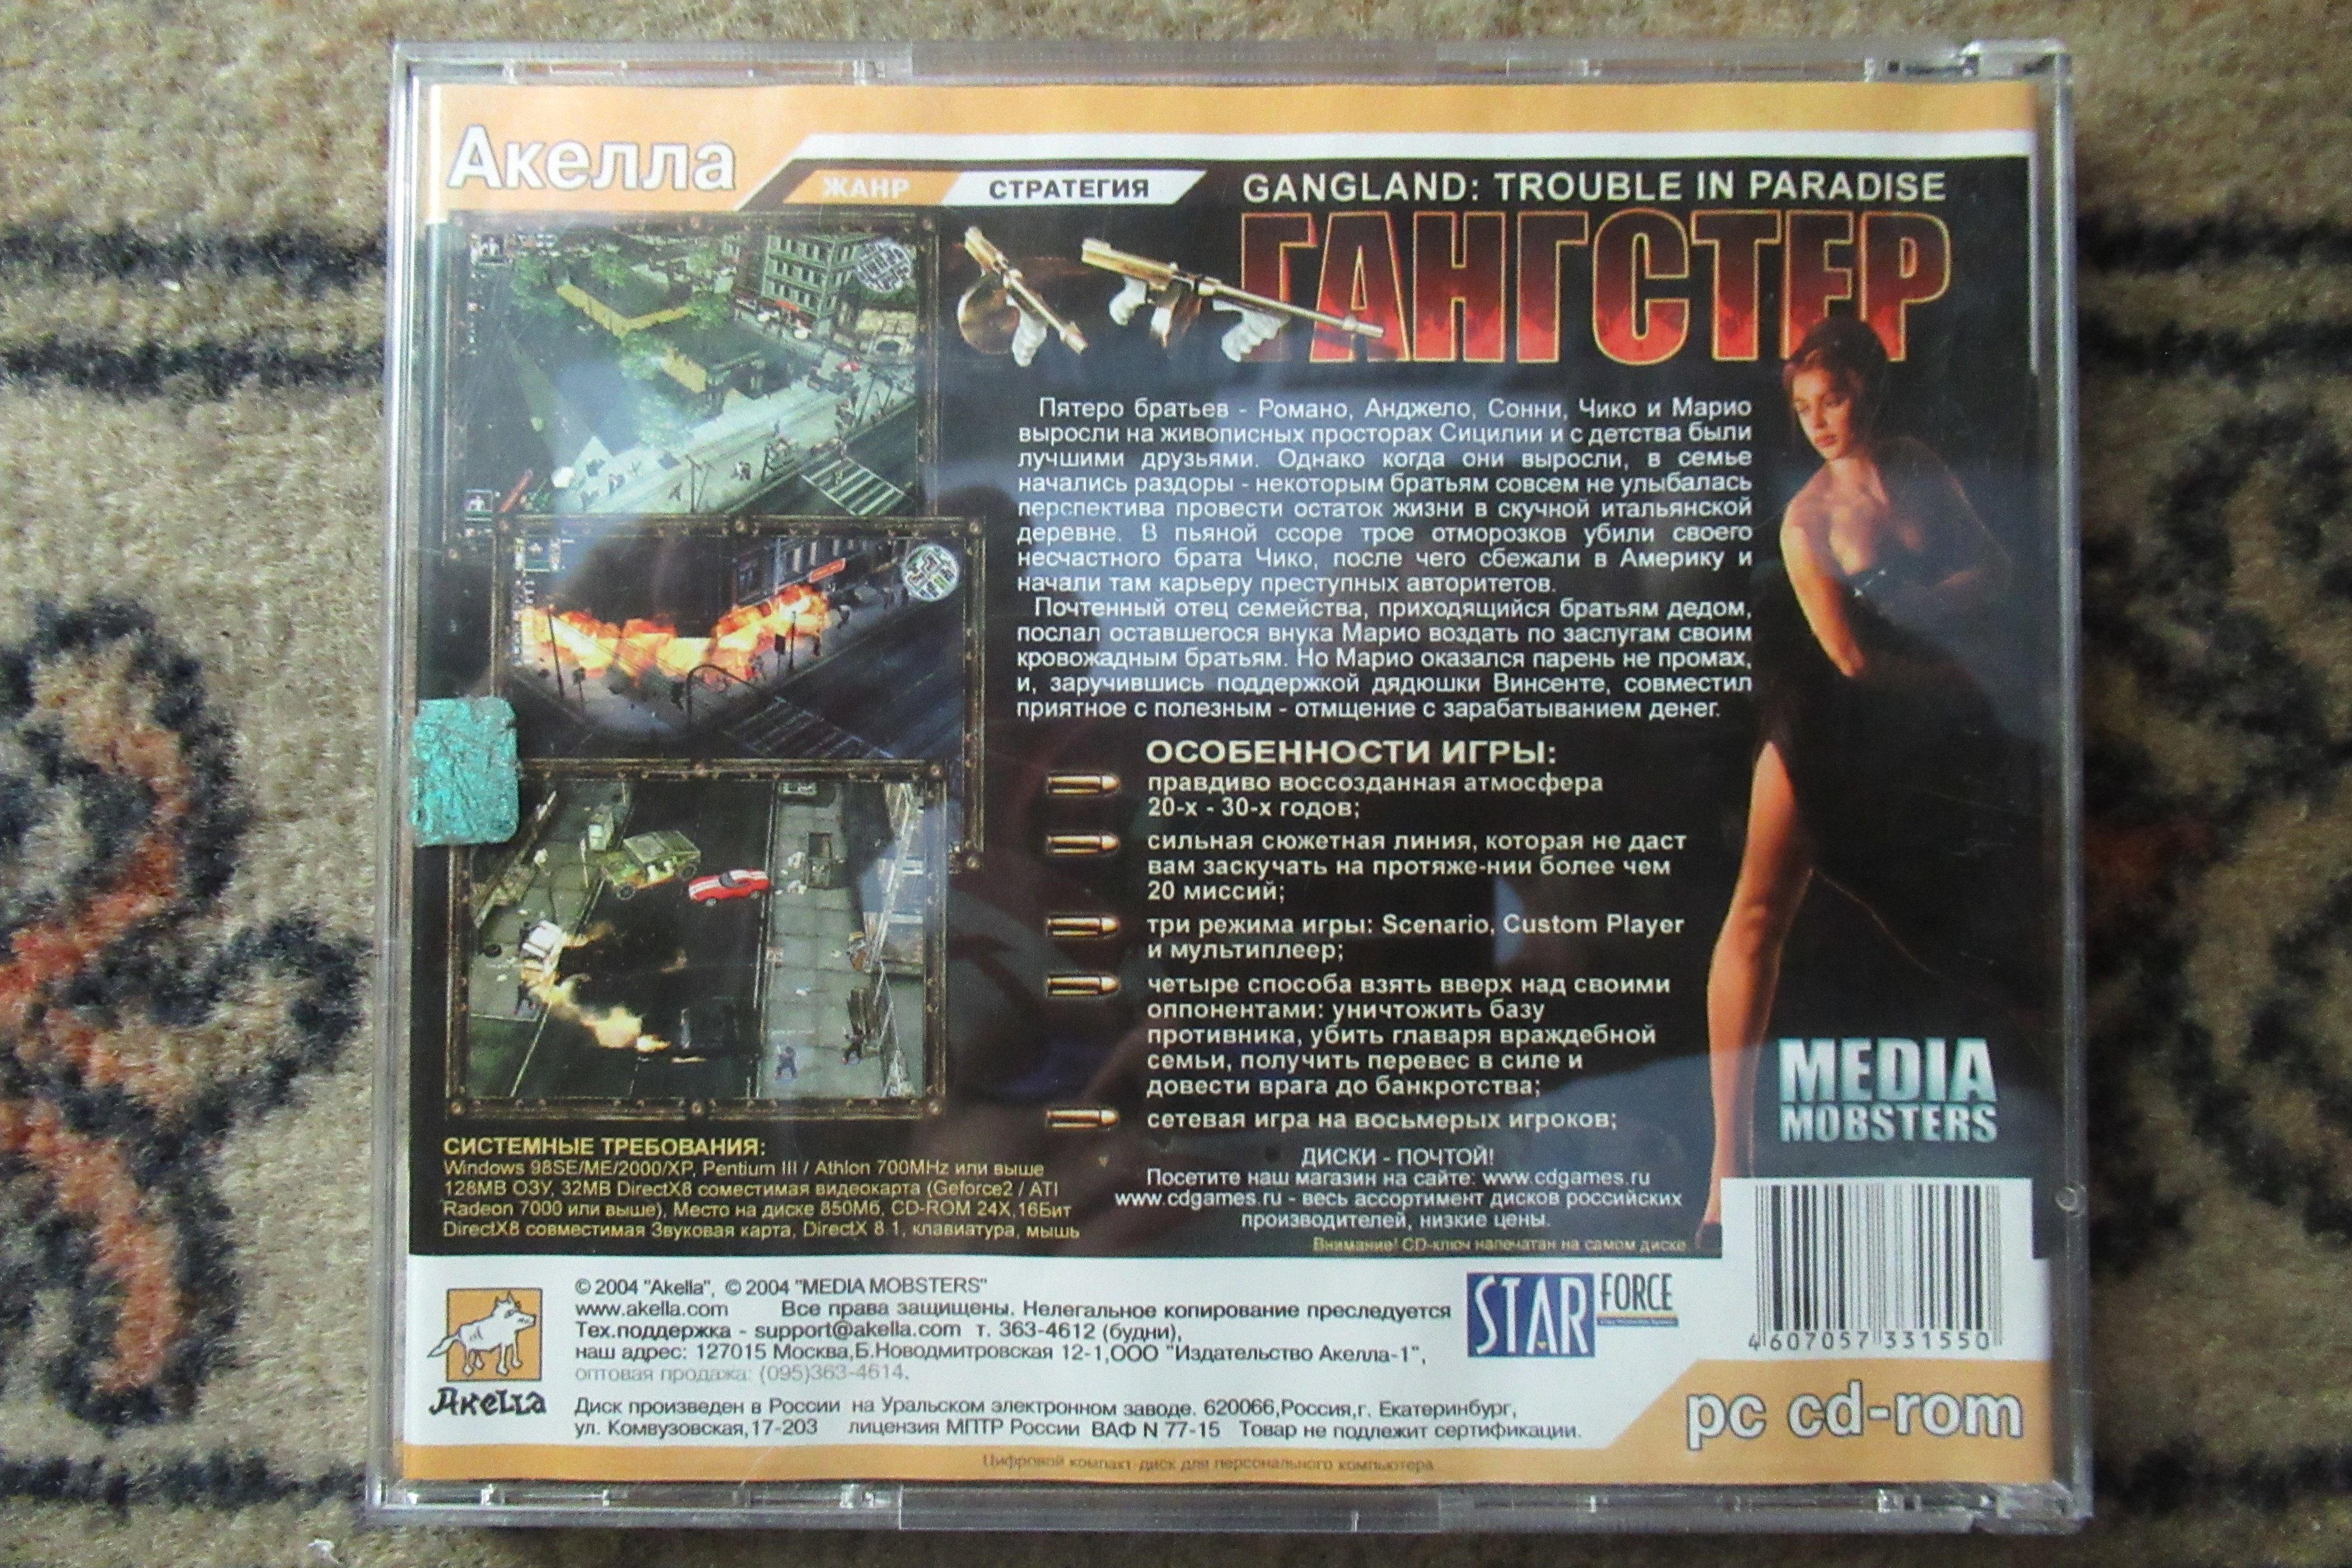 Акелла
ЖАНР СТРАТЕГИЯ
GANGLAND: TROUBLE IN PARADISE
ГАНГСТЕР
Пятеро братьев - Романо, Анджело, Сонни, Чико и Марио
выросли на живописных просторах Сицилии и с детства были
лучшими друзьями. Однако когда они выросли, в семье
начались раздоры - некоторым братьям совсем не улыбалась
перспектива провести остаток жизни в скучной итальянской
деревне. В пьяной ссоре трое отморозков убили своего
несчастного брата Чико, после чего сбежали в Америку и
начали там карьеру преступных авторитетов.
Почтенный отец семейства, приходящийся братьям дедом,
послал оставшегося внука Марио воздать по заслугам своим
кровожадным братьям. Но Марио оказался парень не промах,
и, заручившись поддержкой дядюшки Винсенте, совместил
приятное с полезным - отмщение с зарабатыванием денег.
ОСОБЕННОСТИ ИГРЫ:
правдиво воссозданная атмосфера
20-х - 30-х годов;
сильная сюжетная линия, которая не даст
вам заскучать на протяже-нии более чем
20 миссий;
три режима игры: Scenario, Custom Player
и мультиплеер;
четыре способа взять вверх над своими
оппонентами: уничтожить базу
противника, убить главаря враждебной
семьи, получить перевес в силе и
довести врага до банкротства;
сетевая игра на восьмерых игроков;
MEDIA
MOBSTERS
ДИСКИ - ПОЧТОЙ!
Посетите наш магазин на сайте: www.cdgames.ru
www.cdgames.ru - весь ассортимент дисков российских
производителей, низкие цены.
Внимание! CD-ключ напечатан на самом диске
СИСТЕМНЫЕ ТРЕБОВАНИЯ:
Windows 98SE/ME/2000/XP, Pentium III / Athlon 700MHz или выше
128MB ОЗУ, 32MB DirectX8 соместимая видеокарта (Geforce2 / ATI
Radeon 7000 или выше), Место на диске 850Мб, CD-ROM 24X,16Бит
DirectX8 совместимая Звуковая карта, DirectX 8.1, клавиатура, мышь
© 2004 "Akella", © 2004 "MEDIA MOBSTERS"
www.akella.com Все права защищены. Нелегальное копирование преследуется
Тех.поддержка - support@akella.com т. 363-4612 (будни),
наш адрес: 127015 Москва,Б.Новодмитровская 12-1,ООО "Издательство Акелла-1",
оптовая продажа: (095)363-4614.
Диск произведен в России на Уральском электронном заводе. 620066,Россия,г. Екатеринбург,
ул. Комвузовская,17-203 лицензия МПТР России ВАФ N 77-15 Товар не подлежит сертификации.
Акелла
STAR FORCE
4 607057 331550
pc cd-rom
Цифровой компакт-диск для персонального компьютера